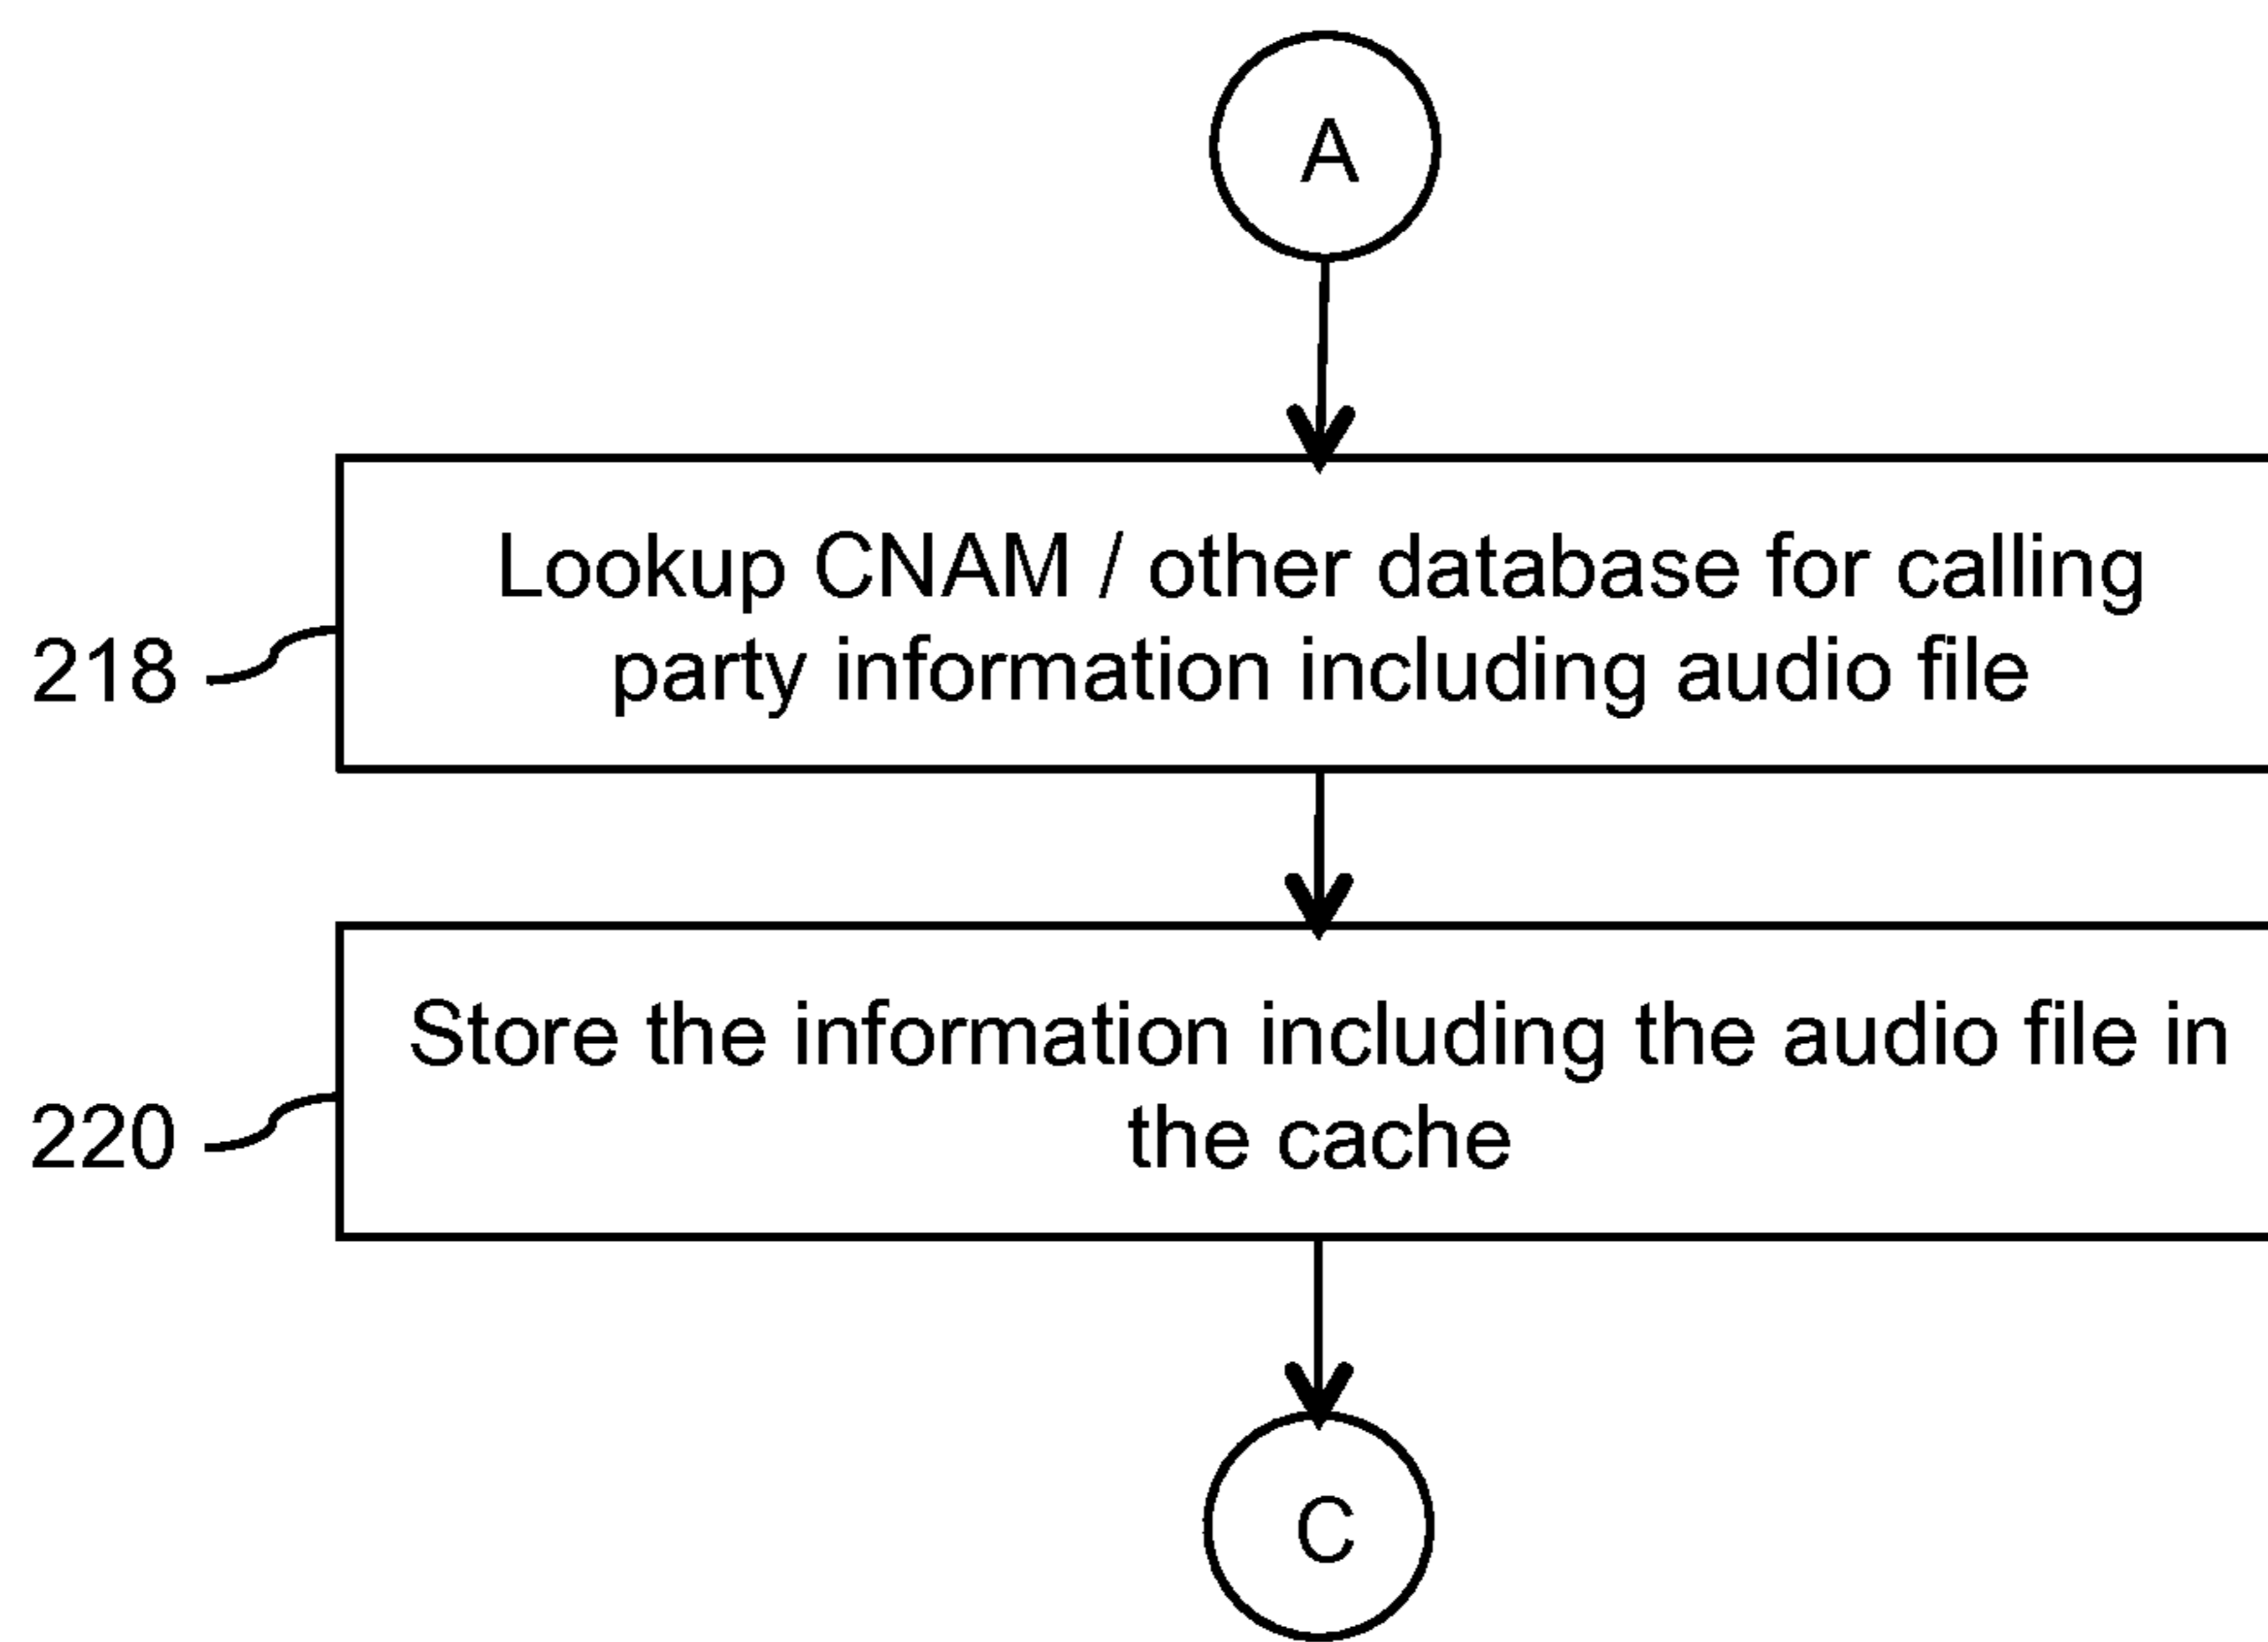 A
Lookup CNAM / other database for calling
party information including audio file
218
Store the information including the audio file in
the cache
220
C